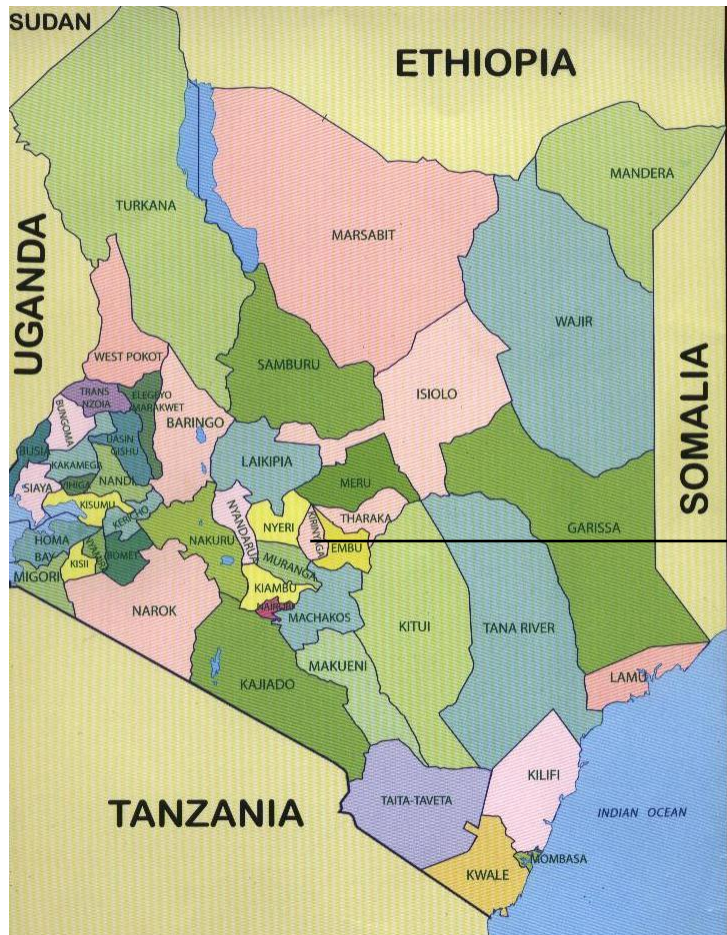 SUDAN
ETHIOPIA
MANDERA
TURKANA
MARSABIT
UGANDA
WAJIR
WEST POKOT
SAMBURU
SOMALIA
TRANS
NZOIA
ELEGEYO
MARAKWET
ISIOLO
BUNGOMA
BARINGO
UASIN
GISHU
BUSIA
LAIKIPIA
KAKAMEGA
NANDI
SIAYA
VIHIGA
MERU
KISUMU
KERICHO
NYANDARUA
NYERI
KIRINYAGA
THARAKA
GARISSA
HOMA
BAY
NYAMIRA
NAKURU
EMBU
KISII
BOMET
MURANGA
MIGORI
KIAMBU
NAROK
NAIROBI
MACHAKOS
KITUI
TANA RIVER
MAKUENI
LAMU
KAJIADO
KILIFI
TAITA-TAVETA
TANZANIA
INDIAN OCEAN
MOMBASA
KWALE